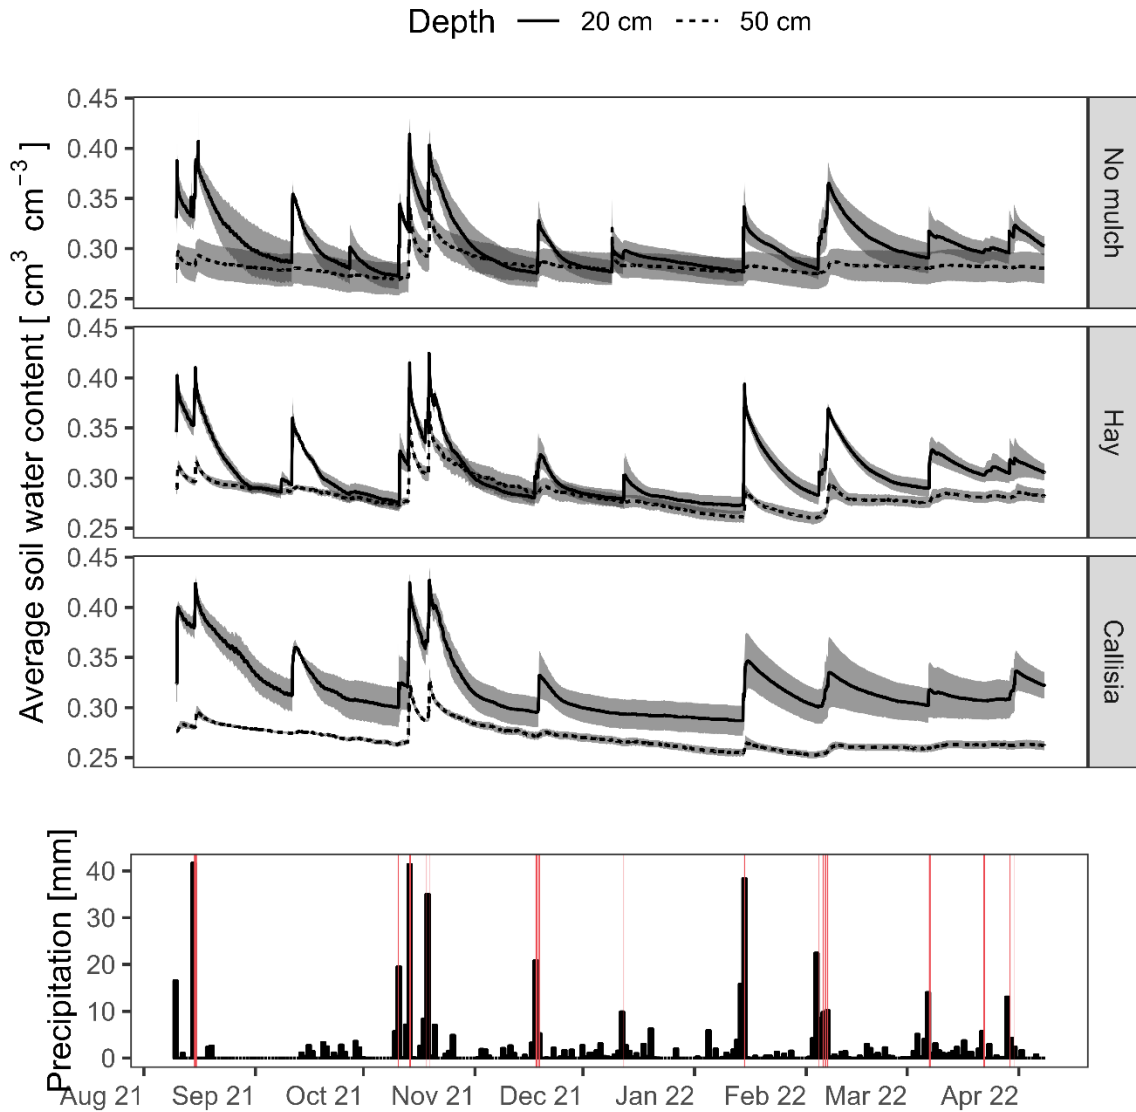 Depth 20 cm 50 cm
Average soil water content [ cm³ cm⁻³ ]
0.45
0.40
0.35
0.30
0.25
No mulch
0.45
0.40
0.35
0.30
0.25
Hay
0.45
0.40
0.35
0.30
0.25
Callisia
Precipitation [mm]
40
30
20
10
0
Aug 21 Sep 21 Oct 21 Nov 21 Dec 21 Jan 22 Feb 22 Mar 22 Apr 22